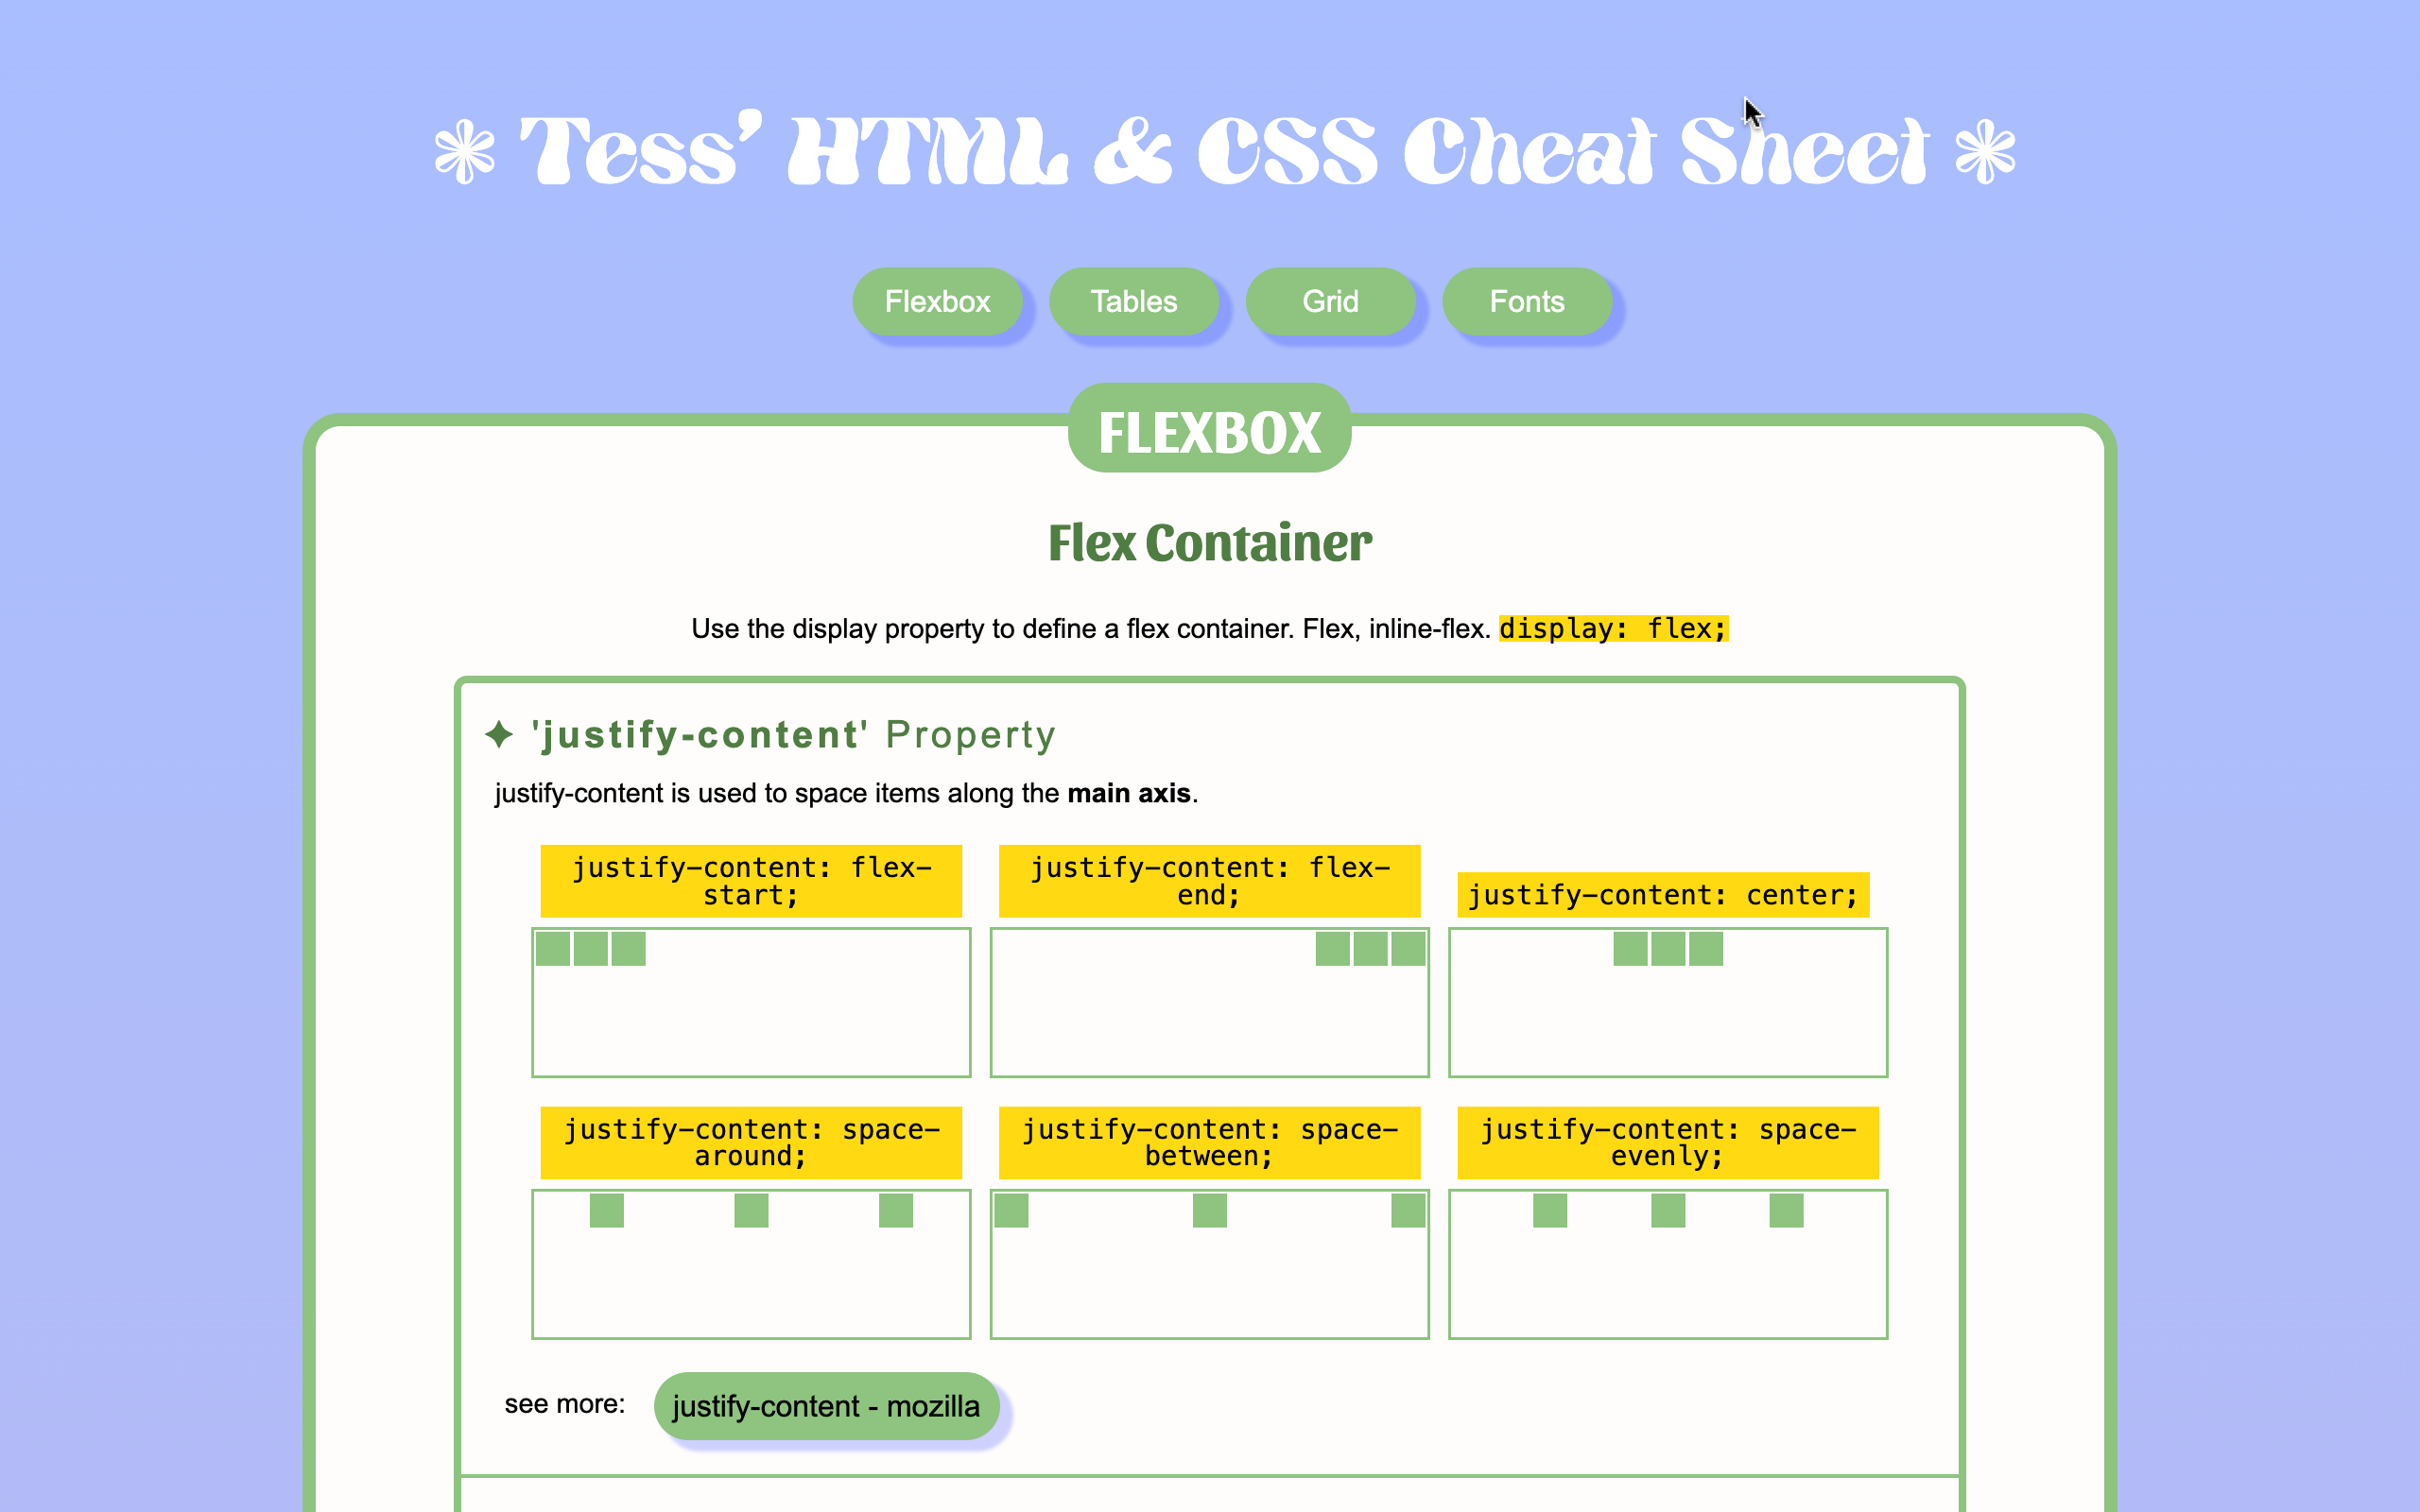 Tess’ HTML & CSS Cheat Sheet
Flexbox Tables Grid Fonts
FLEXBOX
Flex Container
Use the display property to define a flex container. Flex, inline-flex. display: flex;
'justify-content' Property
justify-content is used to space items along the main axis.
justify-content: flex-
start;
justify-content: flex-
end;
justify-content: center;
justify-content: space-
around;
justify-content: space-
between;
justify-content: space-
evenly;
see more: justify-content - mozilla